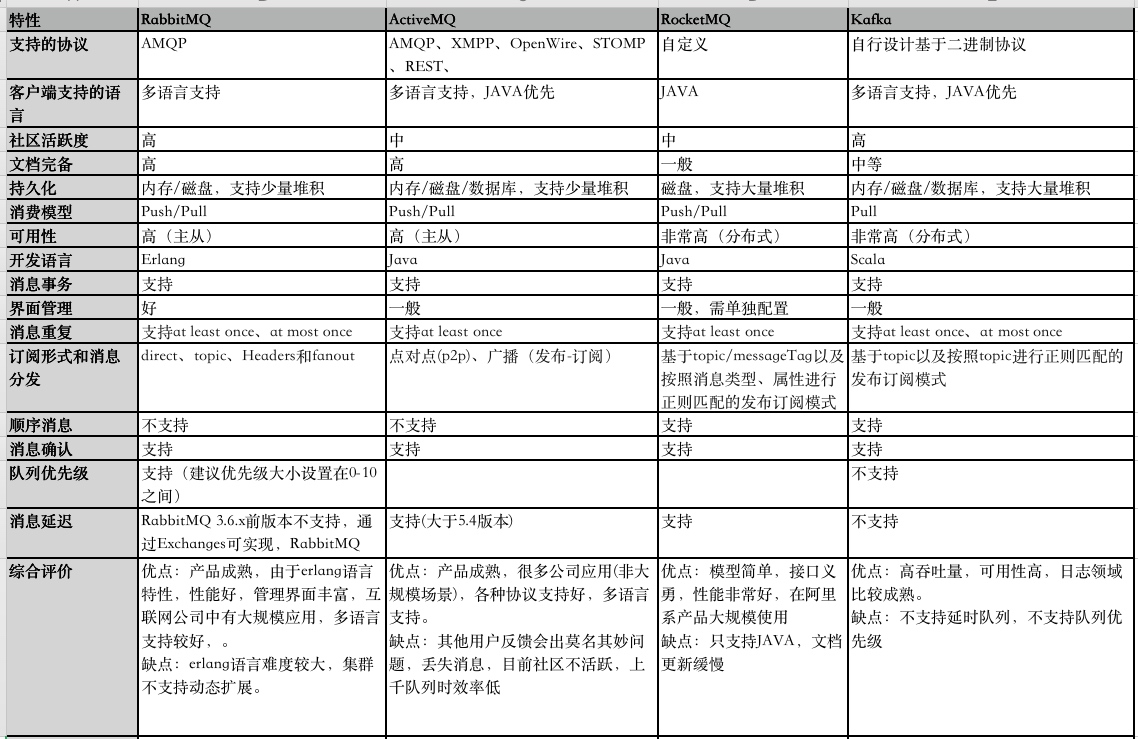 特性 RabbitMQ ActiveMQ RocketMQ Kafka
支持的协议 AMQP AMQP、XMPP、OpenWire、STOMP 自定义 自行设计基于二进制协议
、REST、
客户端支持的语 多语言支持 多语言支持，JAVA优先 JAVA 多语言支持，JAVA优先
言
社区活跃度 高 中 中 高
文档完备 高 高 一般 中等
持久化 内存/磁盘，支持少量堆积 内存/磁盘/数据库，支持少量堆积 磁盘，支持大量堆积 内存/磁盘/数据库，支持大量堆积
消费模型 Push/Pull Push/Pull Push/Pull Pull
可用性 高（主从） 高（主从） 非常高（分布式） 非常高（分布式）
开发语言 Erlang Java Java Scala
消息事务 支持 支持 支持 支持
界面管理 好 一般 一般，需单独配置 一般
消息重复 支持at least once、at most once 支持at least once 支持at least once 支持at least once、at most once
订阅形式和消息 direct、topic、Headers和fanout 点对点(p2p)、广播（发布-订阅） 基于topic/messageTag以及 基于topic以及按照topic进行正则匹配的
分发 按照消息类型、属性进行 发布订阅模式
正则匹配的发布订阅模式
顺序消息 不支持 不支持 支持 支持
消息确认 支持 支持 支持 支持
队列优先级 支持（建议优先级大小设置在0-10 不支持
之间）
消息延迟 RabbitMQ 3.6.x前版本不支持，通 支持(大于5.4版本) 支持 不支持
过Exchanges可实现，RabbitMQ
综合评价 优点：产品成熟，由于erlang语言 优点：产品成熟，很多公司应用(非大 优点：模型简单，接口义 优点：高吞吐量，可用性高，日志领域
特性，性能好，管理界面丰富，互 规模场景)，各种协议支持好，多语言 勇，性能非常好，在阿里 比较成熟。
联网公司中有大规模应用，多语言 支持。 系产品大规模使用 缺点：不支持延时队列，不支持队列优
支持较好，。 缺点：其他用户反馈会出莫名其妙问 缺点：只支持JAVA，文档 先级
缺点：erlang语言难度较大，集群 题，丢失消息，目前社区不活跃，上 更新缓慢
不支持动态扩展。 千队列时效率低